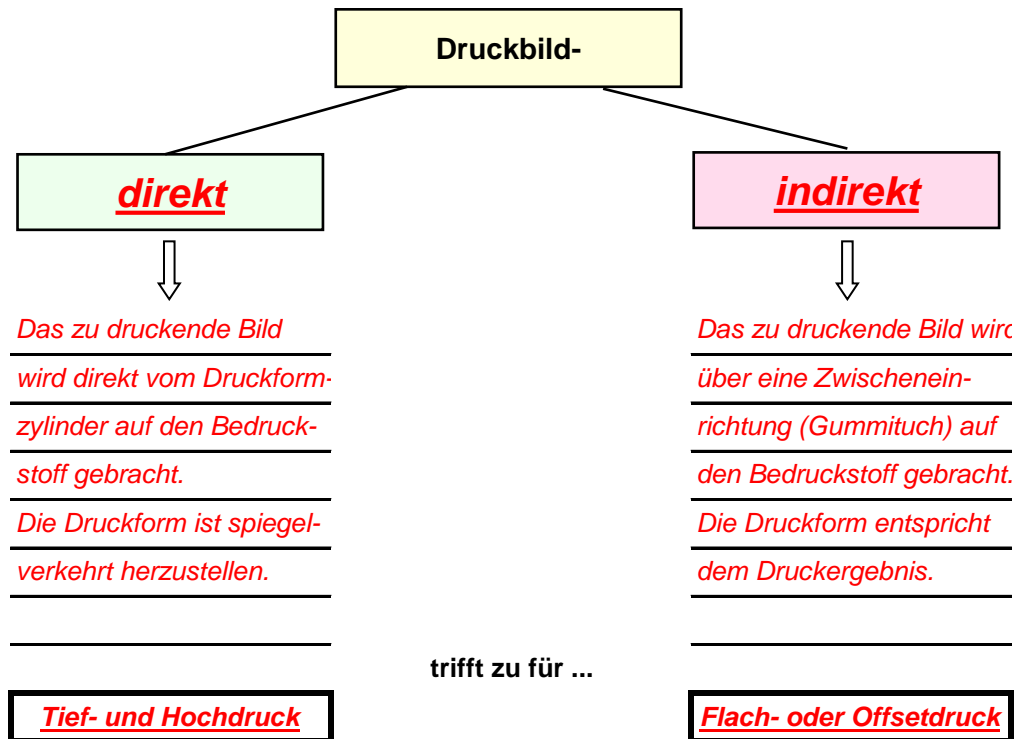 Druckbild-
direkt
indirekt
Das zu druckende Bild
wird direkt vom Druckform-
zylinder auf den Bedruck-
stoff gebracht.
Die Druckform ist spiegel-
verkehrt herzustellen.
Das zu druckende Bild wird
über eine Zwischenein-
richtung (Gummituch) auf
den Bedruckstoff gebracht.
Die Druckform entspricht
dem Druckergebnis.
trifft zu für ...
Tief- und Hochdruck
Flach- oder Offsetdruck